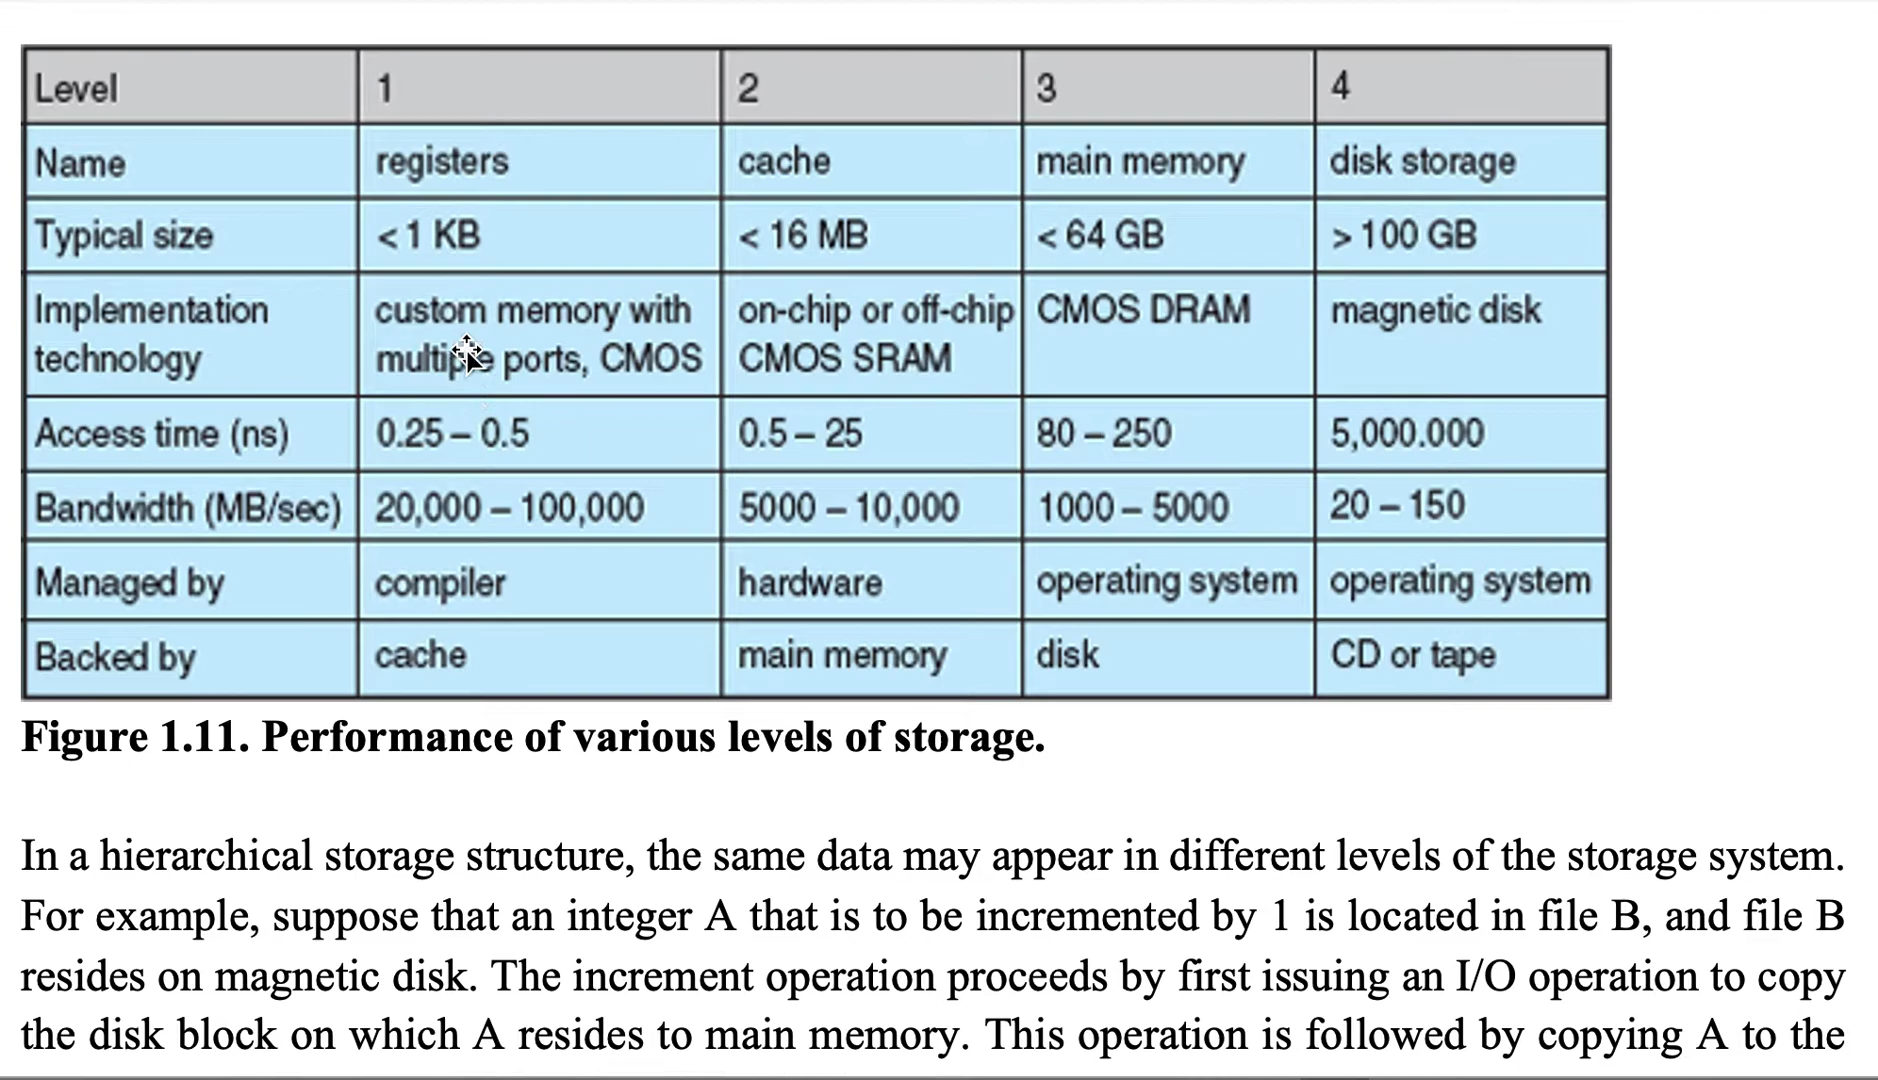 Level 1 2 3 4
Name registers cache main memory disk storage
Typical size < 1 KB < 16 MB < 64 GB > 100 GB
Implementation custom memory with on-chip or off-chip CMOS DRAM magnetic disk
technology multiple ports, CMOS CMOS SRAM
Access time (ns) 0.25 – 0.5 0.5 – 25 80 – 250 5,000.000
Bandwidth (MB/sec) 20,000 – 100,000 5000 – 10,000 1000 – 5000 20 – 150
Managed by compiler hardware operating system operating system
Backed by cache main memory disk CD or tape
Figure 1.11. Performance of various levels of storage.
In a hierarchical storage structure, the same data may appear in different levels of the storage system.
For example, suppose that an integer A that is to be incremented by 1 is located in file B, and file B
resides on magnetic disk. The increment operation proceeds by first issuing an I/O operation to copy
the disk block on which A resides to main memory. This operation is followed by copying A to the